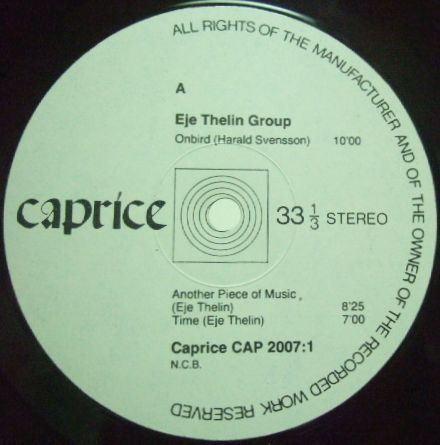 ALL RIGHTS OF THE MANUFACTURER AND OF THE OWNER OF THE RECORDED WORK RESERVED
A
Eje Thelin Group
Onbird (Harald Svensson) 10'00
caprice
33 1/3 STEREO
Another Piece of Music
(Eje Thelin) 8'25
Time (Eje Thelin) 7'00
Caprice CAP 2007:1
N.C.B.